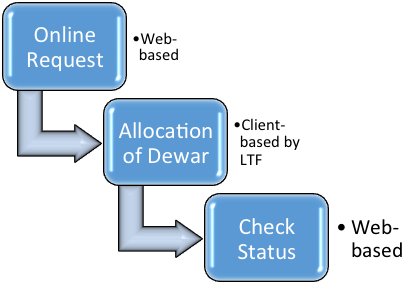 Online
Request
•Web-
based
Allocation
of Dewar
•Client-
based by
LTF
Check
Status
• Web-
based